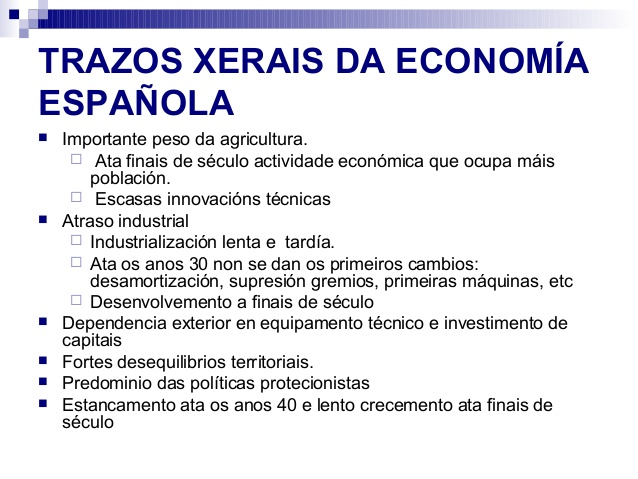 TRAZOS XERAIS DA ECONOMÍA
ESPAÑOLA
Importante peso da agricultura.
Ata finais de século actividade económica que ocupa máis
población.
Escasas innovacións técnicas
Atraso industrial
Industrialización lenta e tardía.
Ata os anos 30 non se dan os primeiros cambios:
desamortización, supresión gremios, primeiras máquinas, etc
Desenvolvemento a finais de século
Dependencia exterior en equipamento técnico e investimento de
capitais
Fortes desequilibrios territoriais.
Predominio das políticas protecionistas
Estancamento ata os anos 40 e lento crecemento ata finais de
século